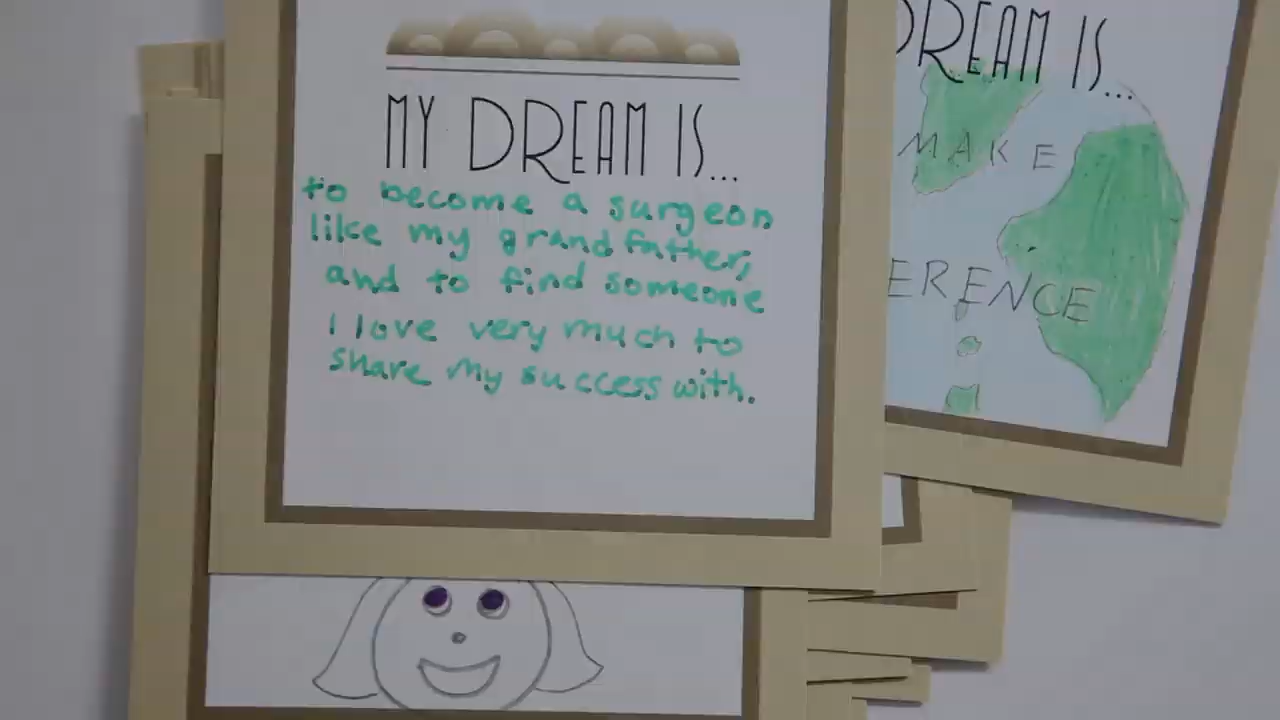 MY DREAM IS...
to become a surgeon
like my grandfather,
and to find someone
I love very much to
share my success with.
DREAM IS...
MAKE
ERENCE